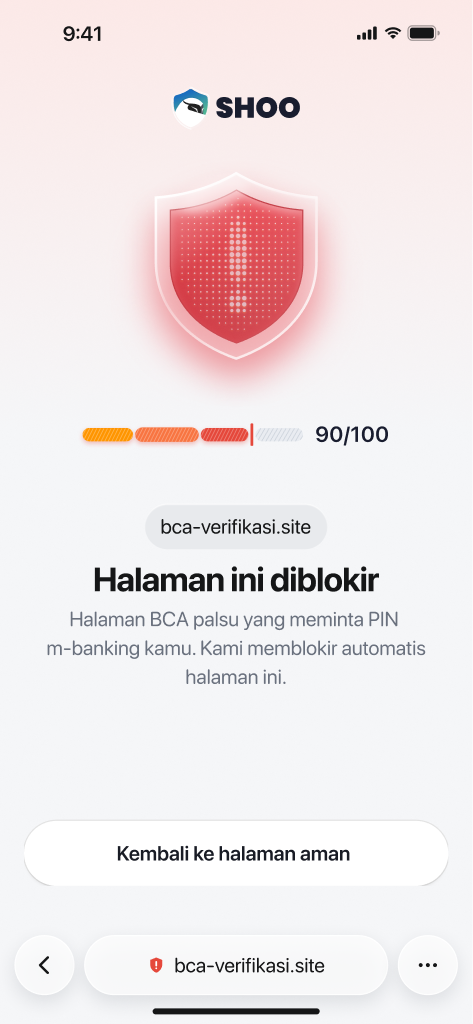 9:41
SHOO
90/100
bca-verifikasi.site
Halaman ini diblokir
Halaman BCA palsu yang meminta PIN
m-banking kamu. Kami memblokir automatis
halaman ini.
Kembali ke halaman aman
bca-verifikasi.site